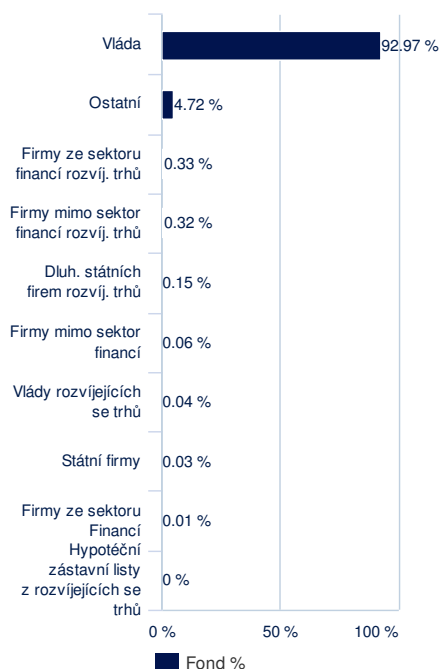 Vláda
92.97 %
Ostatní
4.72 %
Firmy ze sektoru
financí rozvíj. trhů
0.33 %
Firmy mimo sektor
financí rozvíj. trhů
0.32 %
Dluh. státních
firem rozvíj. trhů
0.15 %
Firmy mimo sektor
financí
0.06 %
Vlády rozvíjejících
se trhů
0.04 %
Státní firmy
0.03 %
Firmy ze sektoru
Financí
0.01 %
Hypotéční
zástavní listy
z rozvíjejících se
trhů
0 %
0 %
50 %
100 %
Fond %